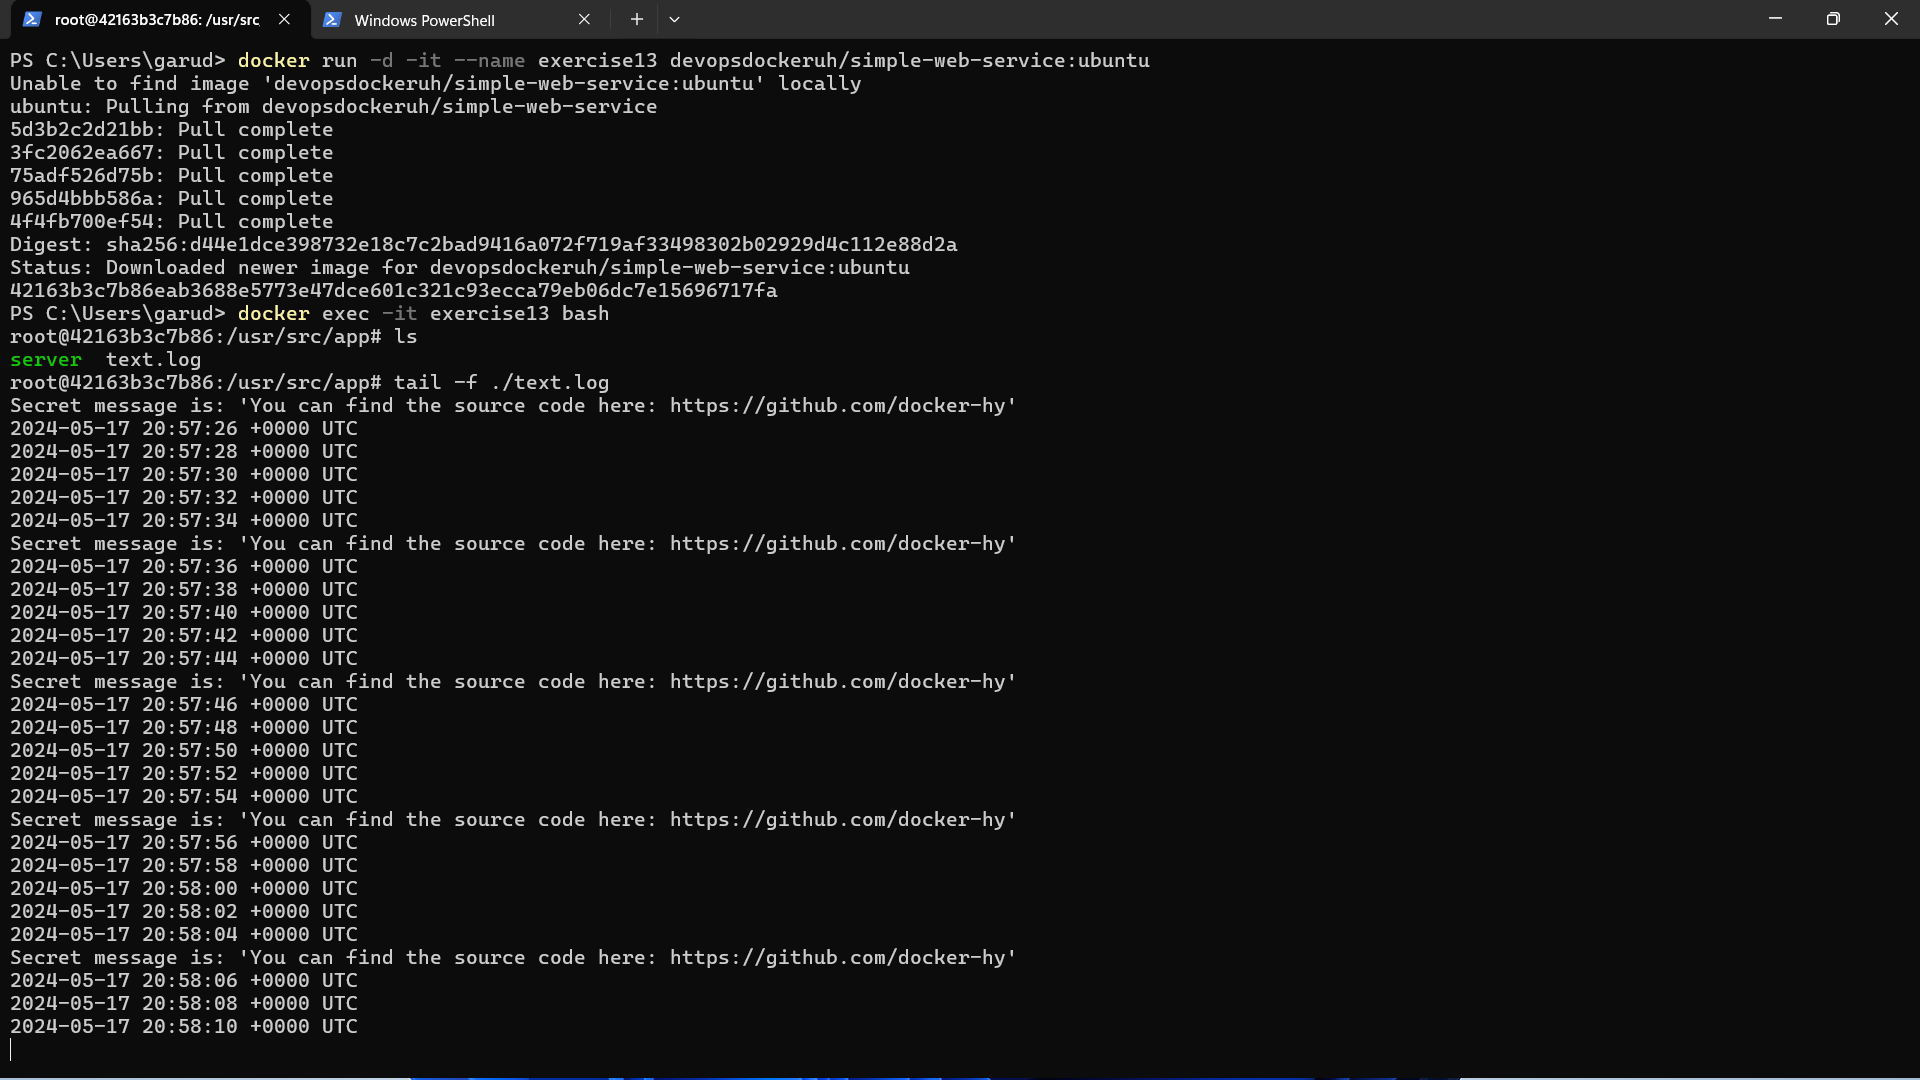 root@42163b3c7b86: /usr/src
Windows PowerShell
PS C:\Users\garud> docker run -d -it --name exercise13 devopsdockeruh/simple-web-service:ubuntu
Unable to find image 'devopsdockeruh/simple-web-service:ubuntu' locally
ubuntu: Pulling from devopsdockeruh/simple-web-service
5d3b2c2d21bb: Pull complete
3fc2062ea667: Pull complete
75adf526d75b: Pull complete
965d4bbb586a: Pull complete
4f4fb700ef54: Pull complete
Digest: sha256:d44e1dce398732e18c7c2bad9416a072f719af33498302b02929d4c112e88d2a
Status: Downloaded newer image for devopsdockeruh/simple-web-service:ubuntu
42163b3c7b86eab3688e5773e47dce601c321c93ecca79eb06dc7e15696717fa
PS C:\Users\garud> docker exec -it exercise13 bash
root@42163b3c7b86:/usr/src/app# ls
server  text.log
root@42163b3c7b86:/usr/src/app# tail -f ./text.log
Secret message is: 'You can find the source code here: https://github.com/docker-hy'
2024-05-17 20:57:26 +0000 UTC
2024-05-17 20:57:28 +0000 UTC
2024-05-17 20:57:30 +0000 UTC
2024-05-17 20:57:32 +0000 UTC
2024-05-17 20:57:34 +0000 UTC
Secret message is: 'You can find the source code here: https://github.com/docker-hy'
2024-05-17 20:57:36 +0000 UTC
2024-05-17 20:57:38 +0000 UTC
2024-05-17 20:57:40 +0000 UTC
2024-05-17 20:57:42 +0000 UTC
2024-05-17 20:57:44 +0000 UTC
Secret message is: 'You can find the source code here: https://github.com/docker-hy'
2024-05-17 20:57:46 +0000 UTC
2024-05-17 20:57:48 +0000 UTC
2024-05-17 20:57:50 +0000 UTC
2024-05-17 20:57:52 +0000 UTC
2024-05-17 20:57:54 +0000 UTC
Secret message is: 'You can find the source code here: https://github.com/docker-hy'
2024-05-17 20:57:56 +0000 UTC
2024-05-17 20:57:58 +0000 UTC
2024-05-17 20:58:00 +0000 UTC
2024-05-17 20:58:02 +0000 UTC
2024-05-17 20:58:04 +0000 UTC
Secret message is: 'You can find the source code here: https://github.com/docker-hy'
2024-05-17 20:58:06 +0000 UTC
2024-05-17 20:58:08 +0000 UTC
2024-05-17 20:58:10 +0000 UTC